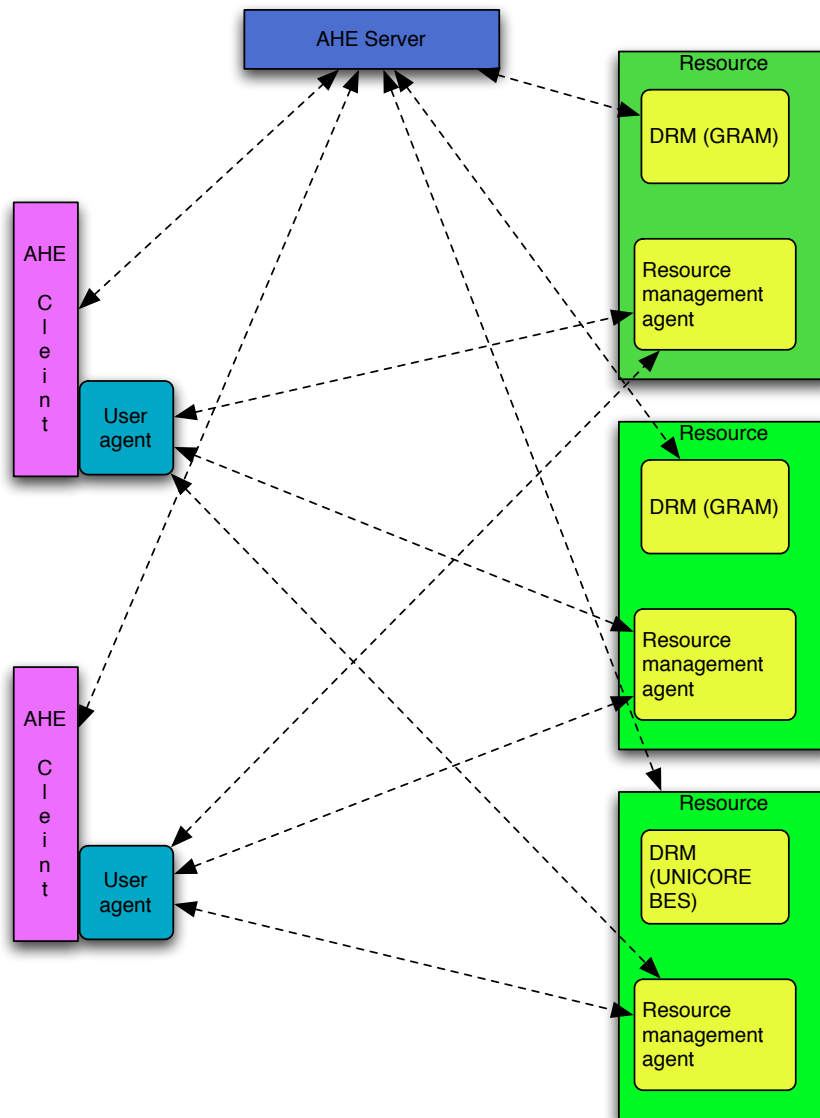 AHE Server
Resource
DRM (GRAM)
Resource
management
agent
AHE
C
l
e
i
n
t
User
agent
Resource
DRM (GRAM)
Resource
management
agent
AHE
C
l
e
i
n
t
User
agent
Resource
DRM
(UNICORE
BES)
Resource
management
agent